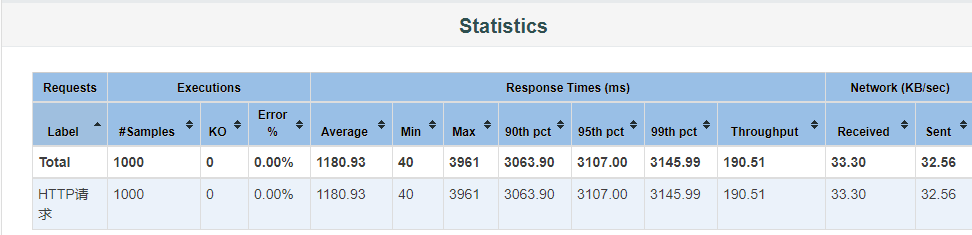 Statistics
Requests Executions Response Times (ms) Network (KB/sec)
Label #Samples KO Error % Average Min Max 90th pct 95th pct 99th pct Throughput Received Sent
Total 1000 0 0.00% 1180.93 40 3961 3063.90 3107.00 3145.99 190.51 33.30 32.56
HTTP请求 1000 0 0.00% 1180.93 40 3961 3063.90 3107.00 3145.99 190.51 33.30 32.56